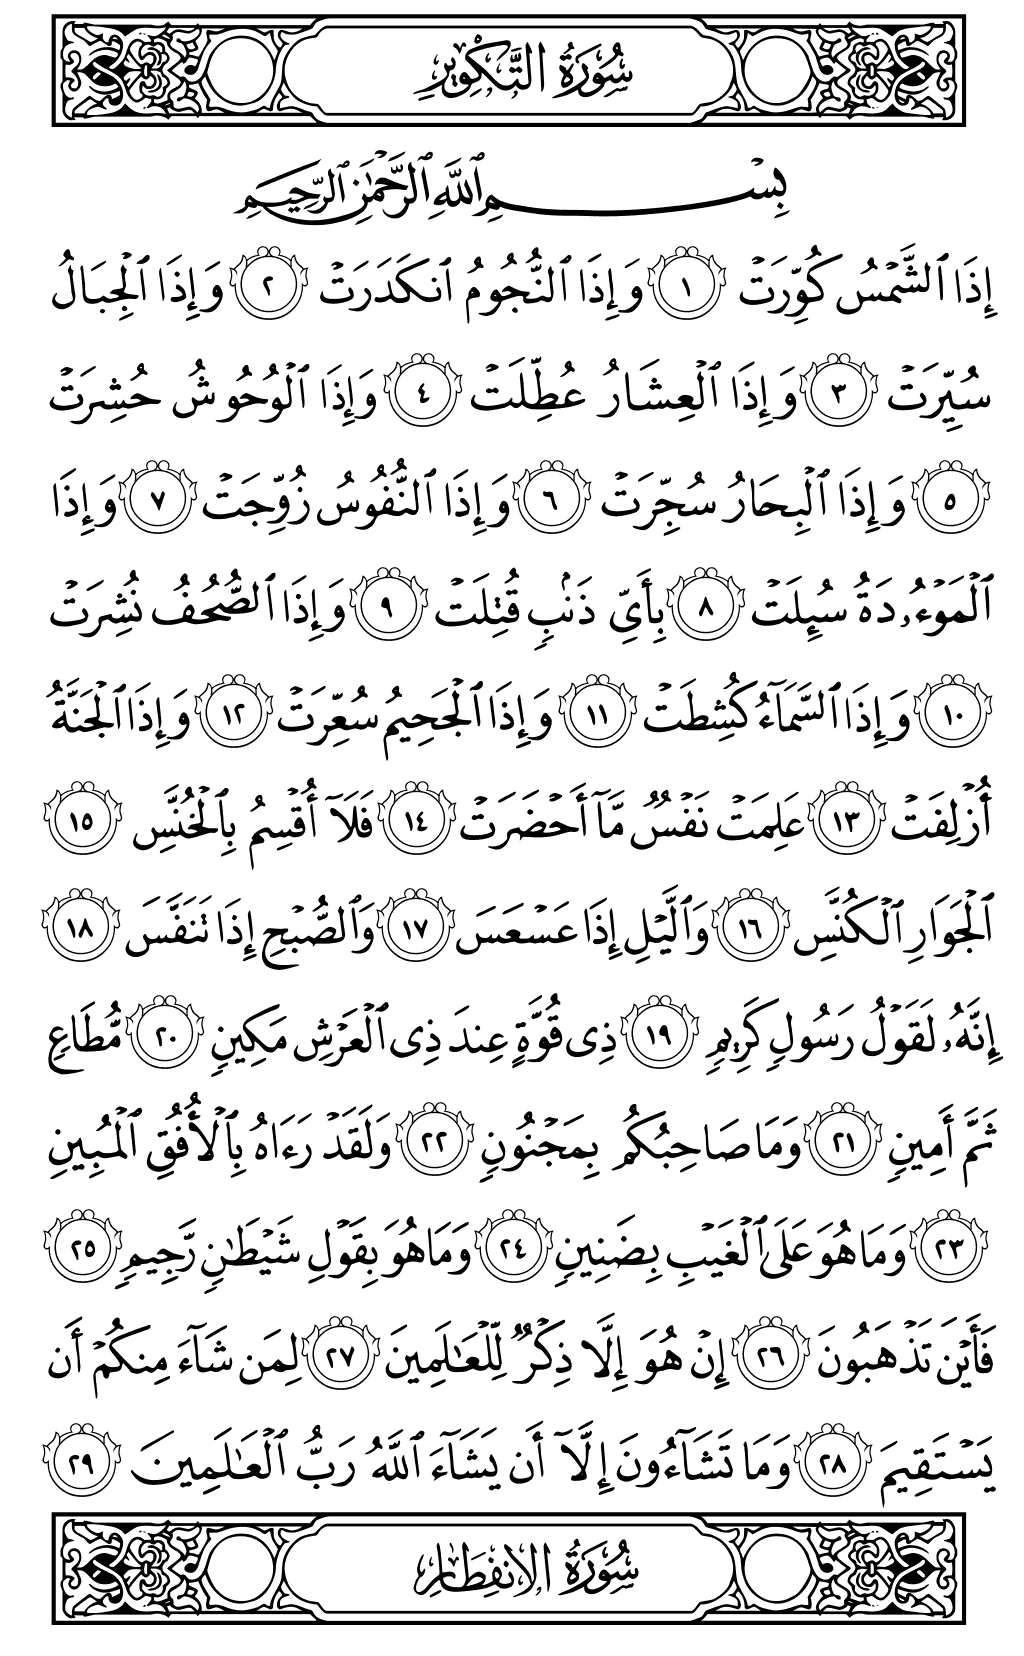 سُورَةُ التَّكْوِيرِ
بِسْمِ ٱللَّهِ ٱلرَّحْمَٰنِ ٱلرَّحِيمِ
إِذَا ٱلشَّمْسُ كُوِّرَتْ ١ وَإِذَا ٱلنُّجُومُ ٱنكَدَرَتْ ٢ وَإِذَا ٱلْجِبَالُ
سُيِّرَتْ ٣ وَإِذَا ٱلْعِشَارُ عُطِّلَتْ ٤ وَإِذَا ٱلْوُحُوشُ حُشِرَتْ
٥ وَإِذَا ٱلْبِحَارُ سُجِّرَتْ ٦ وَإِذَا ٱلنُّفُوسُ زُوِّجَتْ ٧ وَإِذَا
ٱلْمَوْءُۥدَةُ سُئِلَتْ ٨ بِأَىِّ ذَنۢبٍ قُتِلَتْ ٩ وَإِذَا ٱلصُّحُفُ نُشِرَتْ
١٠ وَإِذَا ٱلسَّمَآءُ كُشِطَتْ ١١ وَإِذَا ٱلْجَحِيمُ سُعِّرَتْ ١٢ وَإِذَا ٱلْجَنَّةُ
أُزْلِفَتْ ١٣ عَلِمَتْ نَفْسٌ مَّآ أَحْضَرَتْ ١٤ فَلَآ أُقْسِمُ بِٱلْخُنَّسِ ١٥
ٱلْجَوَارِ ٱلْكُنَّسِ ١٦ وَٱلَّيْلِ إِذَا عَسْعَسَ ١٧ وَٱلصُّبْحِ إِذَا تَنَفَّسَ ١٨
إِنَّهُۥ لَقَوْلُ رَسُولٍ كَرِيمٍ ١٩ ذِى قُوَّةٍ عِندَ ذِى ٱلْعَرْشِ مَكِينٍ ٢٠ مُّطَاعٍ
ثَمَّ أَمِينٍ ٢١ وَمَا صَاحِبُكُم بِمَجْنُونٍ ٢٢ وَلَقَدْ رَءَاهُ بِٱلْأُفُقِ ٱلْمُبِينِ
٢٣ وَمَا هُوَ عَلَى ٱلْغَيْبِ بِضَنِينٍ ٢٤ وَمَا هُوَ بِقَوْلِ شَيْطَٰنٍ رَّجِيمٍ ٢٥
فَأَيْنَ تَذْهَبُونَ ٢٦ إِنْ هُوَ إِلَّا ذِكْرٌ لِّلْعَٰلَمِينَ ٢٧ لِمَن شَآءَ مِنكُمْ أَن
يَسْتَقِيمَ ٢٨ وَمَا تَشَآءُونَ إِلَّآ أَن يَشَآءَ ٱللَّهُ رَبُّ ٱلْعَٰلَمِينَ ٢٩
سُورَةُ الِانفِطَارِ